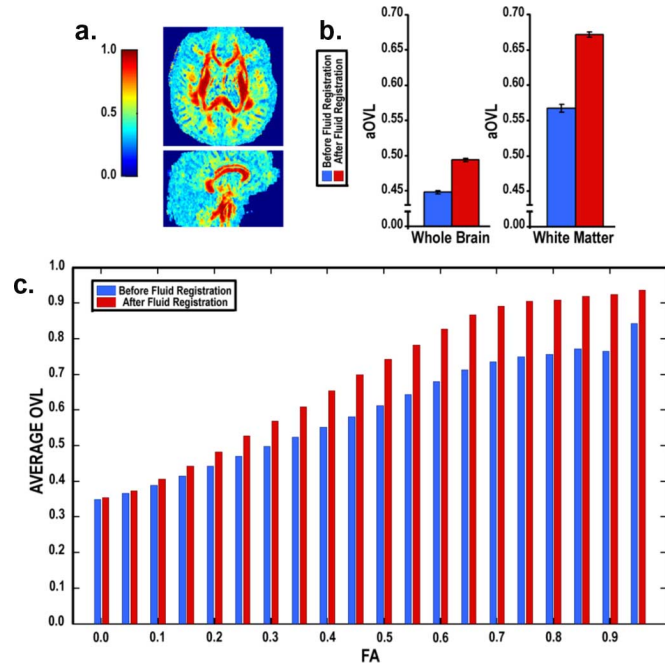 a.
1.0
0.5
0.0
b.
Before Fluid Registration
After Fluid Registration
aOVL
0.70
0.65
0.60
0.55
0.50
0.45
0.00
Whole Brain
aOVL
0.70
0.65
0.60
0.55
0.50
0.45
0.00
White Matter
c.
Before Fluid Registration
After Fluid Registration
AVERAGE OVL
1.0
0.9
0.8
0.7
0.6
0.5
0.4
0.3
0.2
0.1
0.0
0.0 0.1 0.2 0.3 0.4 0.5 0.6 0.7 0.8 0.9
FA